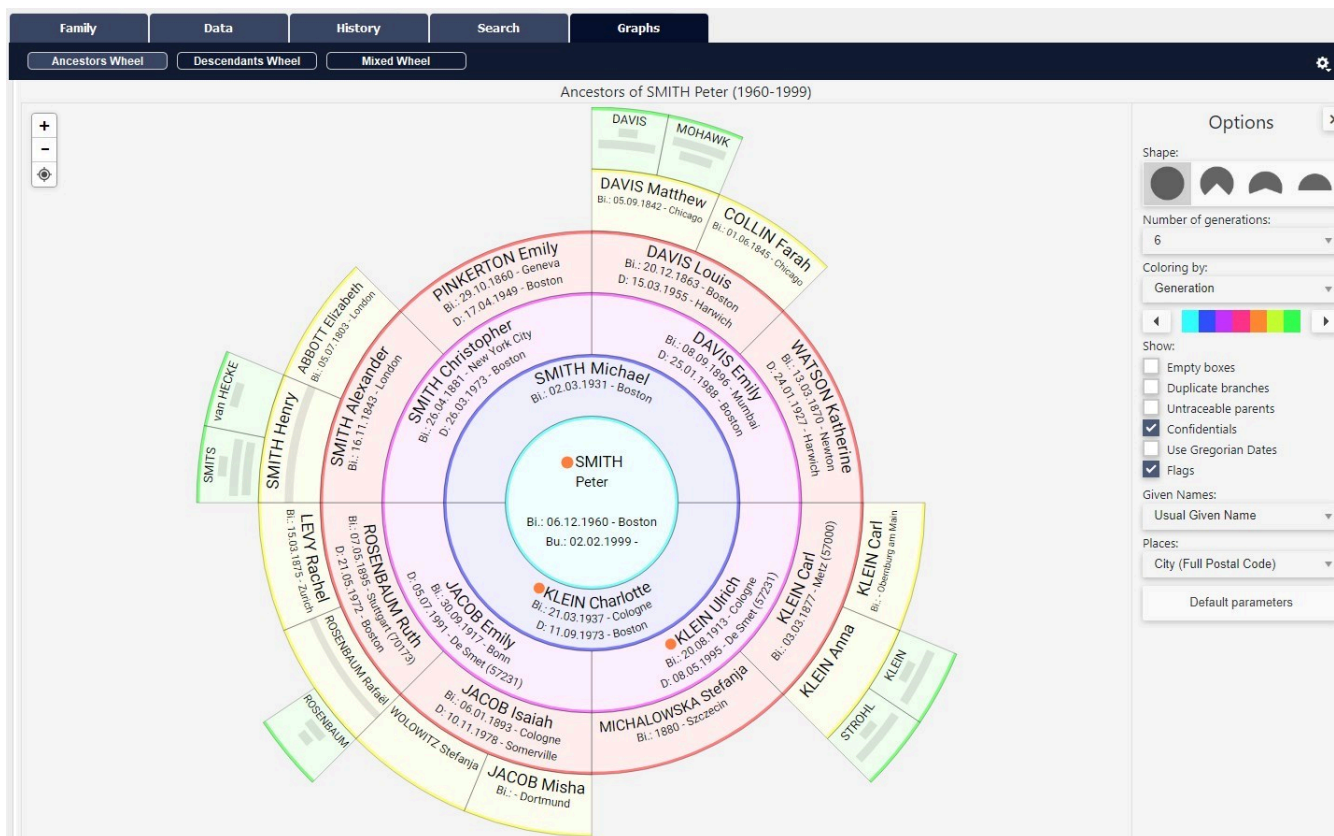 Family
Data
History
Search
Graphs
Ancestors Wheel
Descendants Wheel
Mixed Wheel
Ancestors of SMITH Peter (1960-1999)
+
-
DAVIS
MOHAWK
DAVIS Matthew
Bi.: 05.09.1842 - Chicago
COLLIN Farah
Bi.: 01.06.1845 - Chicago
PINKERTON Emily
Bi.: 29.10.1860 - Geneva
D: 17.04.1949 - Boston
DAVIS Louis
Bi.: 20.12.1863 - Boston
D: 15.03.1955 - Harwich
ABBOTT Elizabeth
Bi.: 05.07.1803 - London
SMITH Alexander
Bi.: 16.11.1843 - London
SMITH Christopher
Bi.: 26.04.1881 - New York City
D: 26.03.1973 - Boston
DAVIS Emily
Bi.: 08.09.1896 - Mumbai
D: 25.01.1988 - Boston
WATSON Katherine
Bi.: 13.03.1870 - Newton
D: 24.01.1927 - Harwich
van HECKE
SMITS
SMITH Henry
SMITH Michael
Bi.: 02.03.1931 - Boston
SMITH
Peter
Bi.: 06.12.1960 - Boston
Bu.: 02.02.1999 -
KLEIN Charlotte
Bi.: 21.03.1937 - Cologne
D: 11.09.1973 - Boston
LEVY Rachel
Bi.: 15.03.1875 - Zurich
ROSENBAUM Ruth
Bi.: 07.05.1895 - Stuttgart (70173)
D: 21.05.1972 - Boston
JACOB Emily
Bi.: 30.09.1917 - Bonn
D: 05.07.1991 - De Smet (57231)
KLEIN Ulrich
Bi.: 20.08.1913 - Cologne
D: 08.05.1995 - De Smet (57231)
KLEIN Carl
Bi.: 03.03.1877 - Metz (57000)
KLEIN Carl
Bi.: - Obernburg am Main
ROSENBAUM Rafaël
ROSENBAUM
WOLOWITZ Stefanja
JACOB Isaiah
Bi.: 06.01.1893 - Cologne
D: 10.11.1978 - Somerville
JACOB Misha
Bi.: - Dortmund
MICHALOWSKA Stefanja
Bi.: 1880 - Szczecin
KLEIN Anna
KLEIN
STROHL
Options
Shape:
Number of generations:
6
Coloring by:
Generation
Show:
Empty boxes
Duplicate branches
Untraceable parents
Confidentials
Use Gregorian Dates
Flags
Given Names:
Usual Given Name
Places:
City (Full Postal Code)
Default parameters